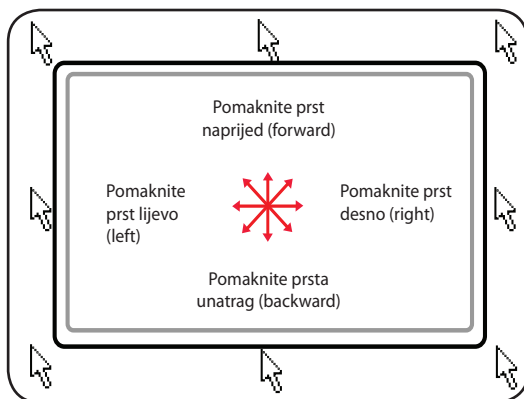 Pomaknite prst
naprijed (forward)
Pomaknite
prst lijevo
(left)
Pomaknite prst
desno (right)
Pomaknite prsta
unatrag (backward)